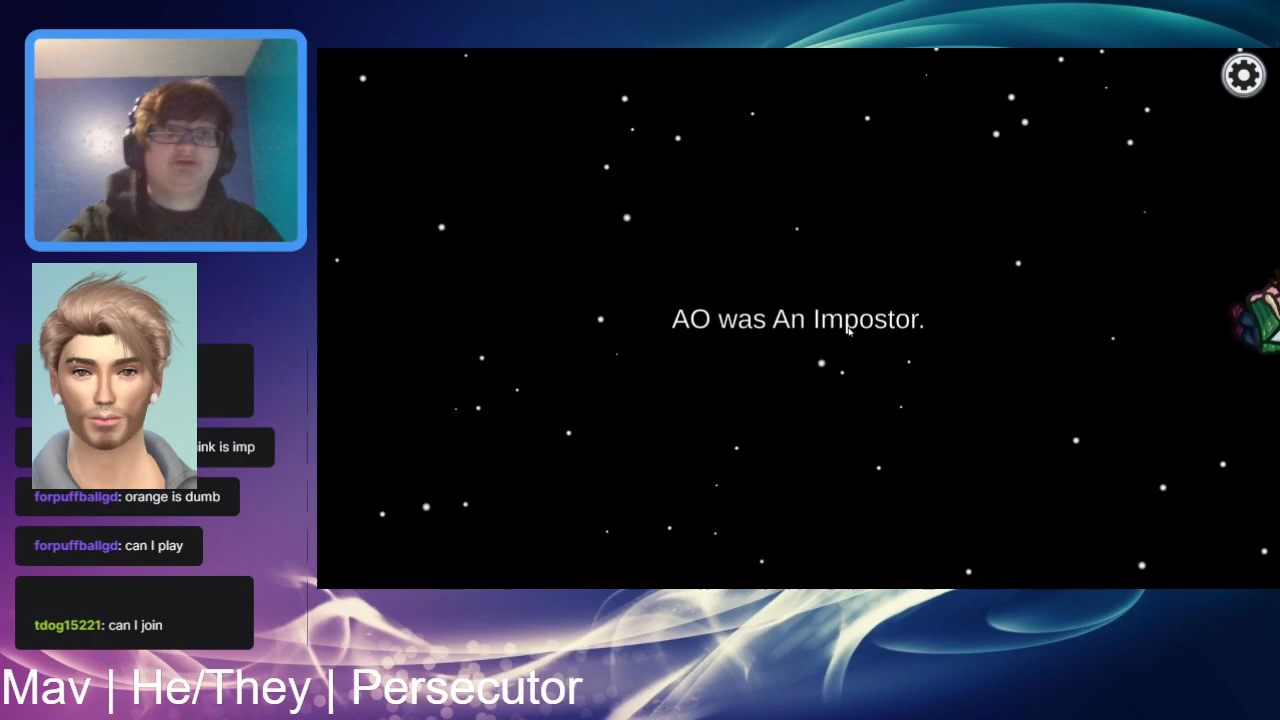 AO was An Impostor.
ink is imp
forpuffballgd: orange is dumb
forpuffballgd: can I play
tdog15221: can I join
Mav | He/They | Persecutor